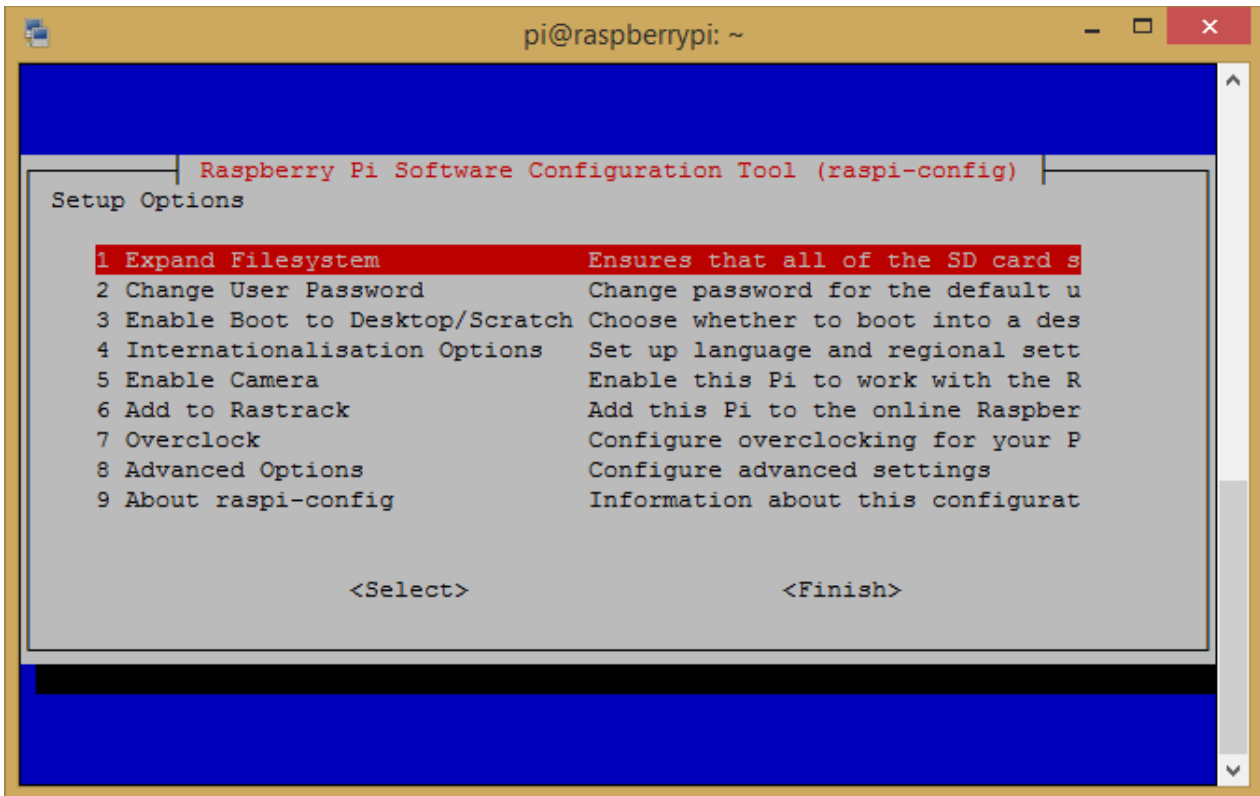 pi@raspberrypi: ~
Raspberry Pi Software Configuration Tool (raspi-config)
Setup Options
1 Expand Filesystem Ensures that all of the SD card s
2 Change User Password Change password for the default u
3 Enable Boot to Desktop/Scratch Choose whether to boot into a des
4 Internationalisation Options Set up language and regional sett
5 Enable Camera Enable this Pi to work with the R
6 Add to Rastrack Add this Pi to the online Raspber
7 Overclock Configure overclocking for your P
8 Advanced Options Configure advanced settings
9 About raspi-config Information about this configurat
<Select> <Finish>